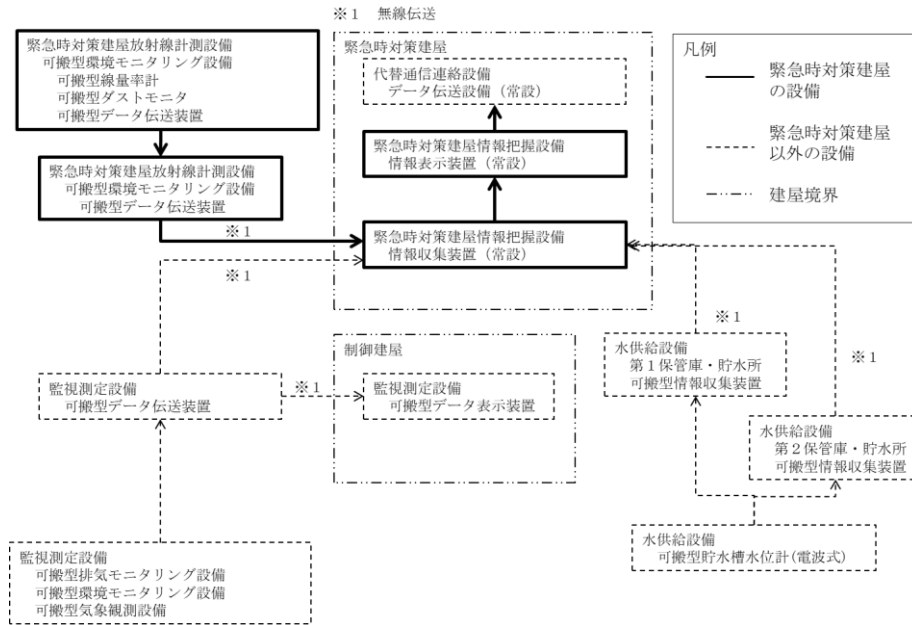 ※１　無線伝送
緊急時対策建屋放射線計測設備
可搬型環境モニタリング設備
可搬型線量率計
可搬型ダストモニタ
可搬型データ伝送装置
緊急時対策建屋放射線計測設備
可搬型環境モニタリング設備
可搬型データ伝送装置
※１
※１
緊急時対策建屋
代替通信連絡設備
データ伝送設備（常設）
緊急時対策建屋情報把握設備
情報表示装置（常設）
緊急時対策建屋情報把握設備
情報収集装置（常設）
凡例
緊急時対策建屋
の設備
緊急時対策建屋
以外の設備
建屋境界
監視測定設備
可搬型データ伝送装置
※１
制御建屋
監視測定設備
可搬型データ表示装置
※１
水供給設備
第１保管庫・貯水所
可搬型情報収集装置
※１
水供給設備
第２保管庫・貯水所
可搬型情報収集装置
監視測定設備
可搬型排気モニタリング設備
可搬型環境モニタリング設備
可搬型気象観測設備
水供給設備
可搬型貯水槽水位計(電波式)